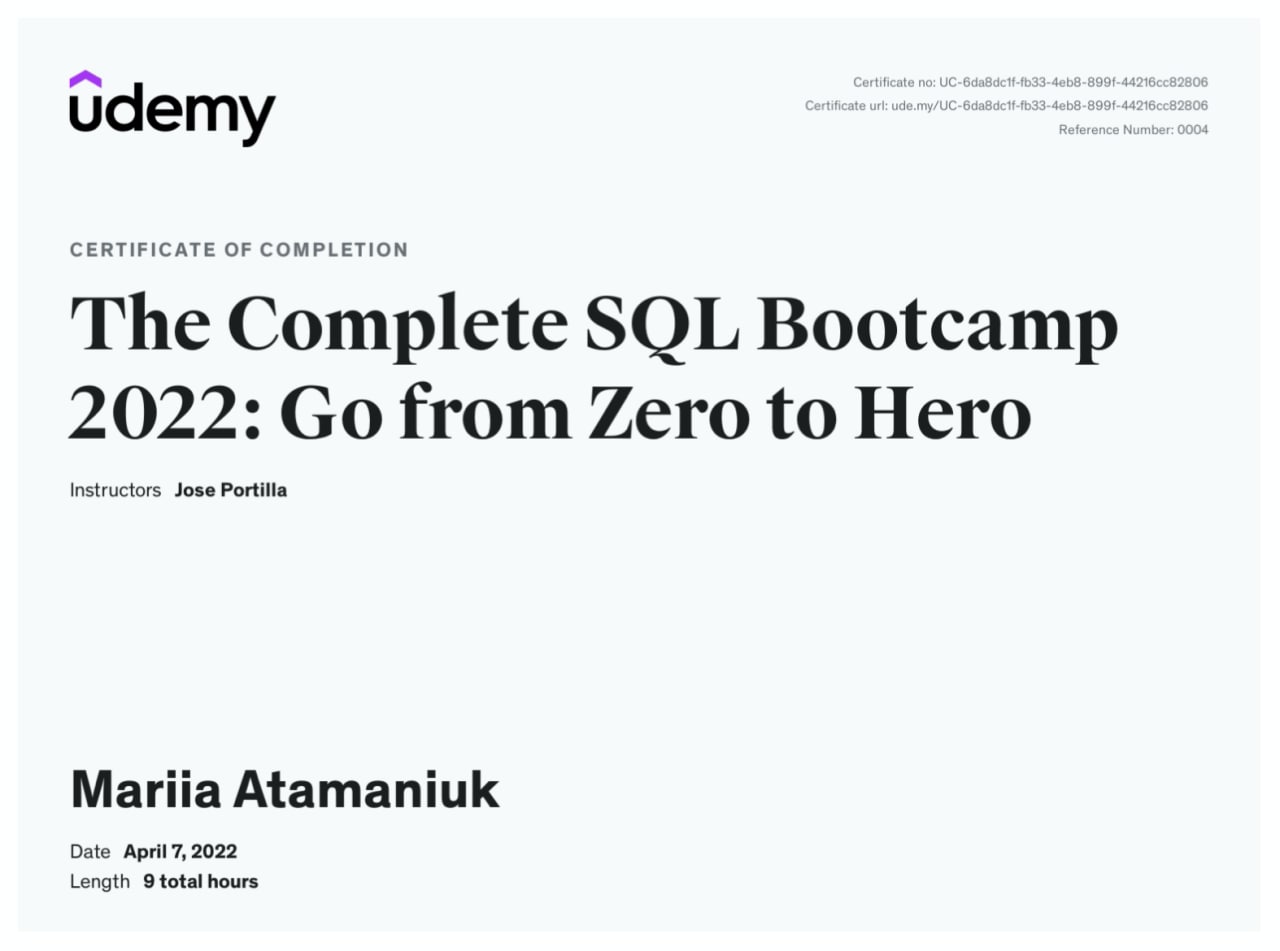 udemy
Certificate no: UC-6da8dc1f-fb33-4eb8-899f-44216cc82806
Certificate url: ude.my/UC-6da8dc1f-fb33-4eb8-899f-44216cc82806
Reference Number: 0004
CERTIFICATE OF COMPLETION
The Complete SQL Bootcamp
2022: Go from Zero to Hero
Instructors Jose Portilla
Mariia Atamaniuk
Date April 7, 2022
Length 9 total hours